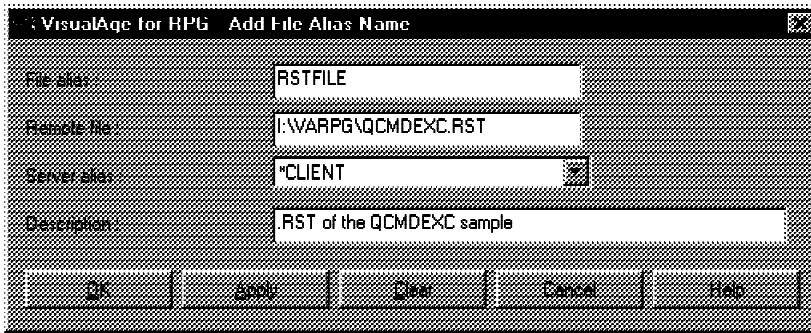 VisualAge for RPG - Add File Alias Name
File alias : RSTFILE
Remote file : I:\VARPG\QCMDEXC.RST
Server alias : *CLIENT
Description : .RST of the QCMDEXC sample
OK Apply Clear Cancel Help